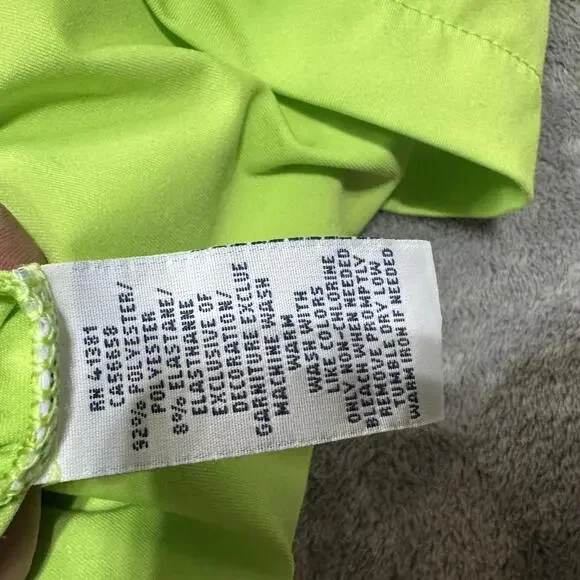 RN 41381
CA56858
92% POLYESTER/
POLYESTER
8% ELASTANE/
ELASTHANNE
EXCLUSIVE OF
DECORATION/
GARNITURE EXCLUE
MACHINE WASH
WARM
WASH WITH
LIKE COLORS
ONLY NON-CHLORINE
BLEACH WHEN NEEDED
REMOVE PROMPTLY
TUMBLE DRY LOW
WARM IRON IF NEEDED